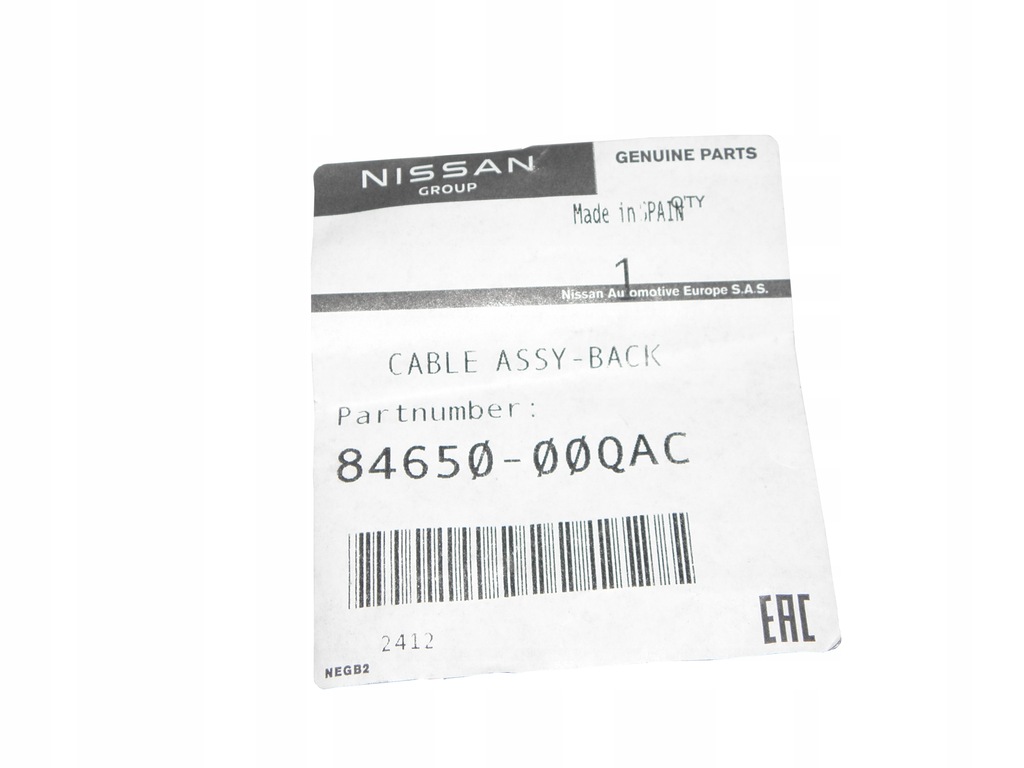 NISSAN
GROUP
GENUINE PARTS
Made in SPAIN
Q'TY
1
Nissan Automotive Europe S.A.S.
CABLE ASSY-BACK
Partnumber:
84650-00QAC
2412
NEGB2
EAC